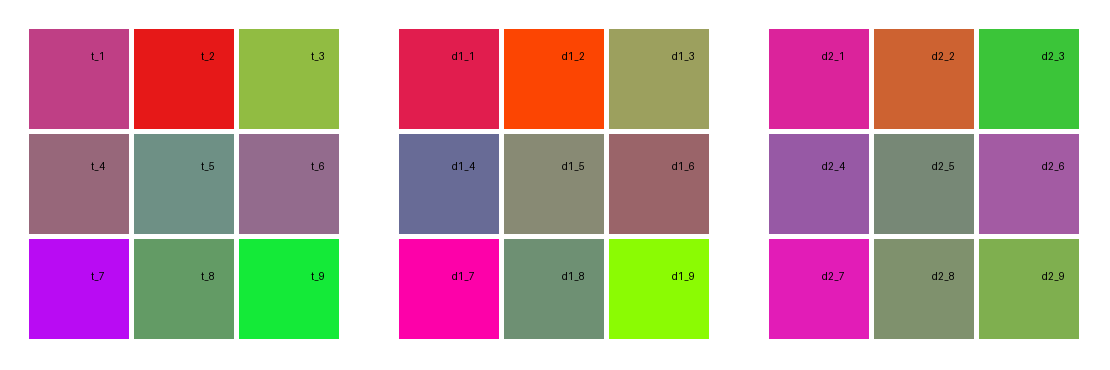 t_1 t_2 t_3 d1_1 d1_2 d1_3 d2_1 d2_2 d2_3
t_4 t_5 t_6 d1_4 d1_5 d1_6 d2_4 d2_5 d2_6
t_7 t_8 t_9 d1_7 d1_8 d1_9 d2_7 d2_8 d2_9